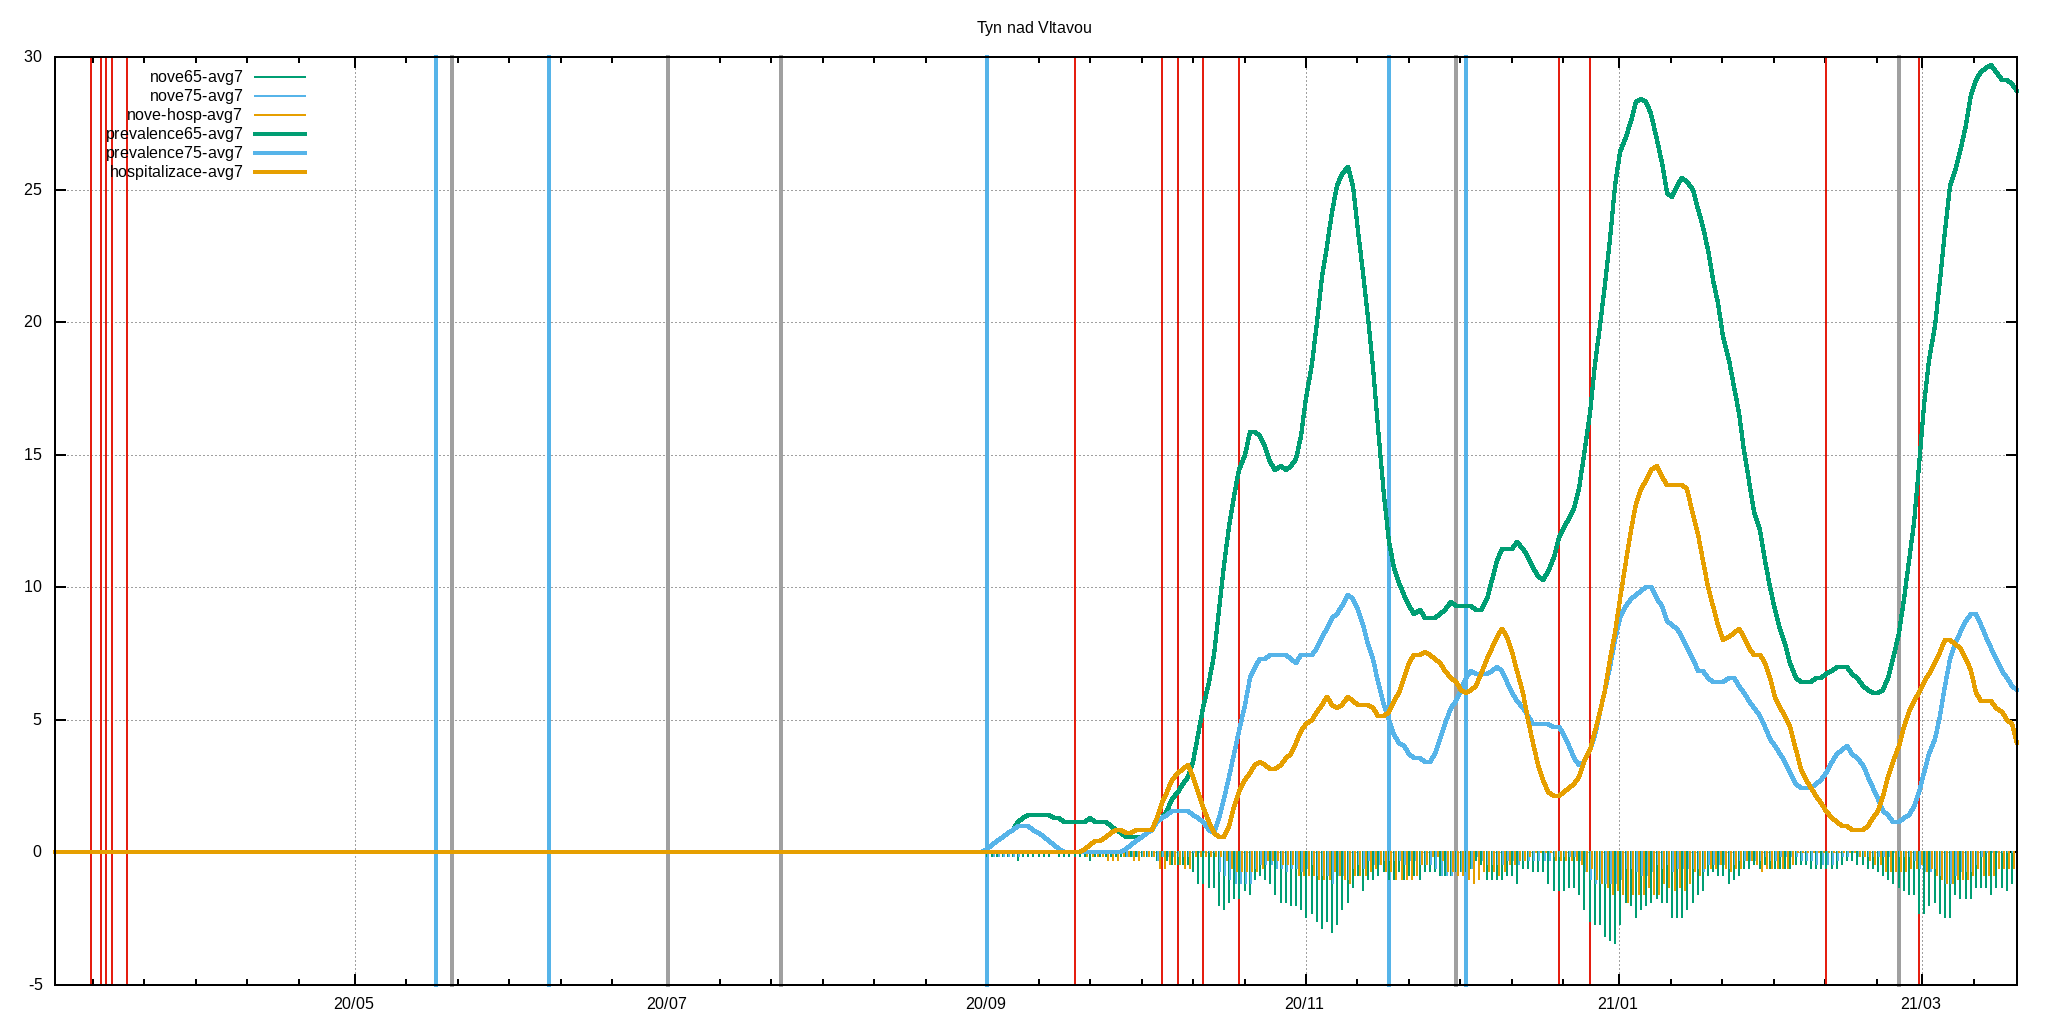 Tyn nad Vltavou
30
25
20
15
10
5
0
-5
nove65-avg7
nove75-avg7
nove-hosp-avg7
prevalence65-avg7
prevalence75-avg7
hospitalizace-avg7
20/05
20/07
20/09
20/11
21/01
21/03